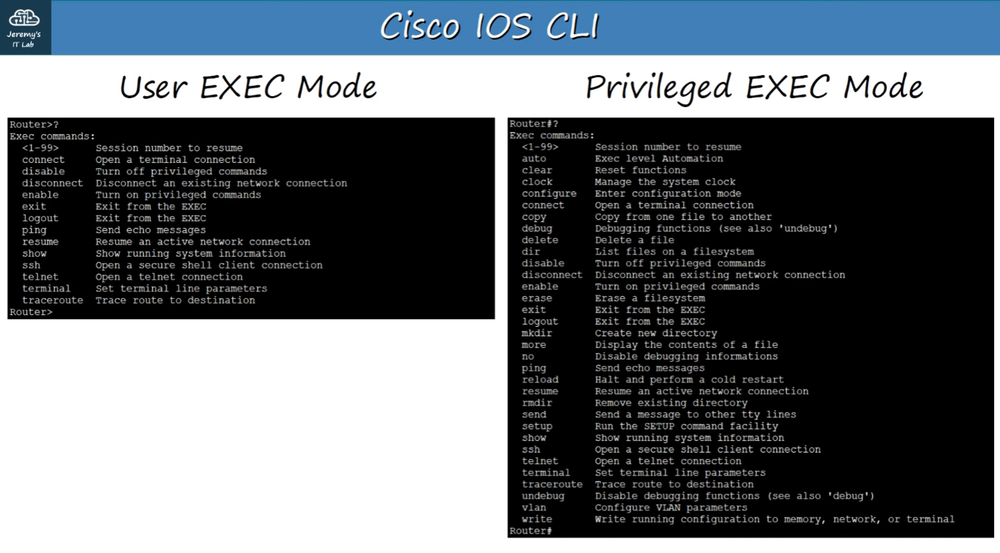 Jeremy's
IT Lab
Cisco IOS CLI
User EXEC Mode
Router>?
Exec commands:
<1-99> Session number to resume
connect Open a terminal connection
disable Turn off privileged commands
disconnect Disconnect an existing network connection
enable Turn on privileged commands
exit Exit from the EXEC
logout Exit from the EXEC
ping Send echo messages
resume Resume an active network connection
show Show running system information
ssh Open a secure shell client connection
telnet Open a telnet connection
terminal Set terminal line parameters
traceroute Trace route to destination
Router>
Privileged EXEC Mode
Router#?
Exec commands:
<1-99> Session number to resume
auto Exec level Automation
clear Reset functions
clock Manage the system clock
configure Enter configuration mode
connect Open a terminal connection
copy Copy from one file to another
debug Debugging functions (see also 'undebug')
delete Delete a file
dir List files on a filesystem
disable Turn off privileged commands
disconnect Disconnect an existing network connection
enable Turn on privileged commands
erase Erase a filesystem
exit Exit from the EXEC
logout Exit from the EXEC
mkdir Create new directory
more Display the contents of a file
no Disable debugging informations
ping Send echo messages
reload Halt and perform a cold restart
resume Resume an active network connection
rmdir Remove existing directory
send Send a message to other tty lines
setup Run the SETUP command facility
show Show running system information
ssh Open a secure shell client connection
telnet Open a telnet connection
terminal Set terminal line parameters
traceroute Trace route to destination
undebug Disable debugging functions (see also 'debug')
vlan Configure VLAN parameters
write Write running configuration to memory, network, or terminal
Router#